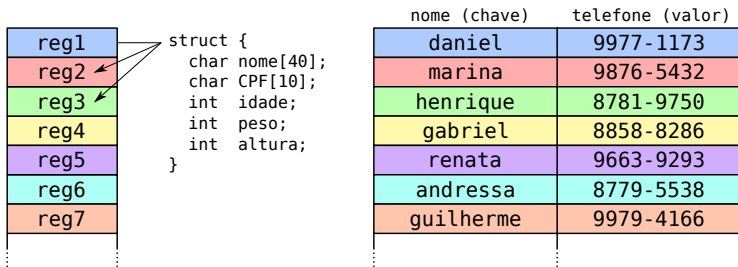 nome (chave) telefone (valor)
reg1 struct { daniel 9977-1173
reg2 char nome[40]; marina 9876-5432
char CPF[10];
reg3 int idade; henrique 8781-9750
reg4 int peso; gabriel 8858-8286
int altura;
reg5 } renata 9663-9293
reg6 andressa 8779-5538
reg7 guilherme 9979-4166